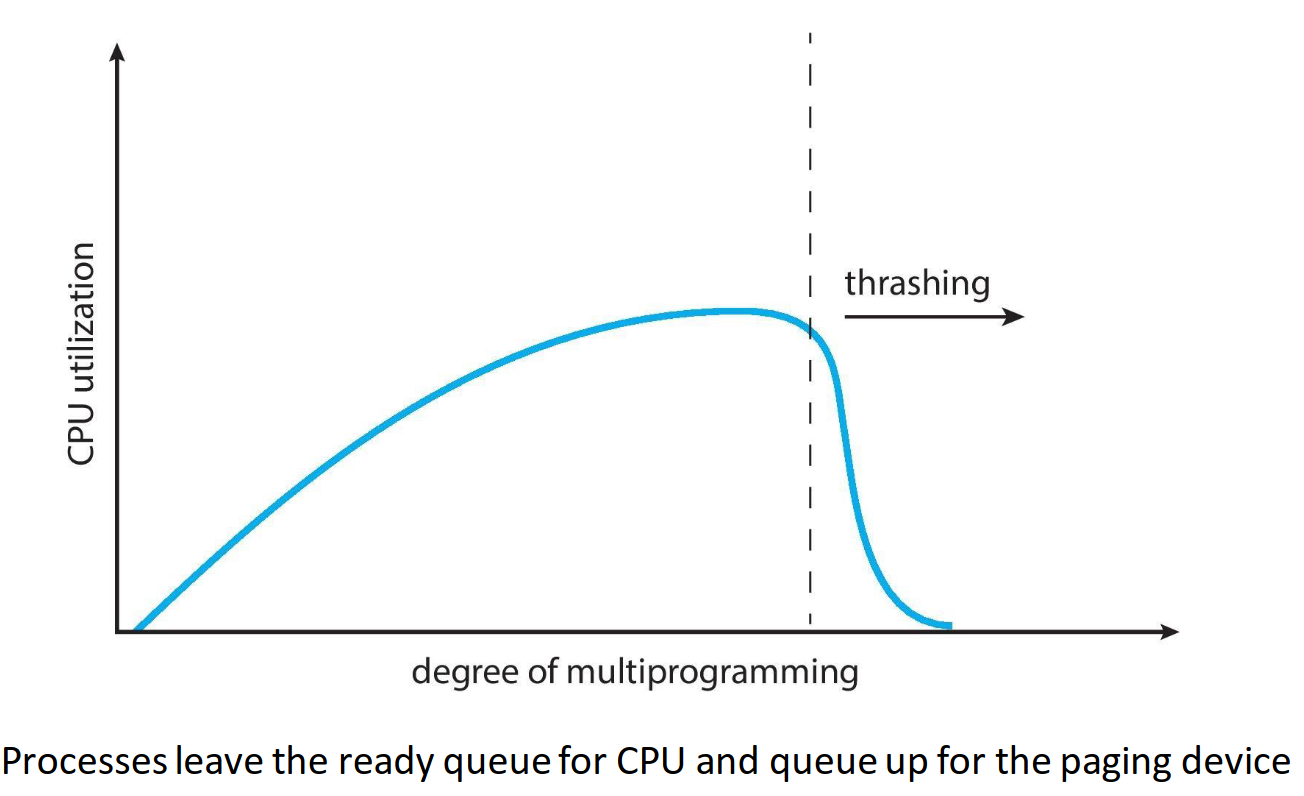 thrashing
CPU utilization
degree of multiprogramming
Processes leave the ready queue for CPU and queue up for the paging device